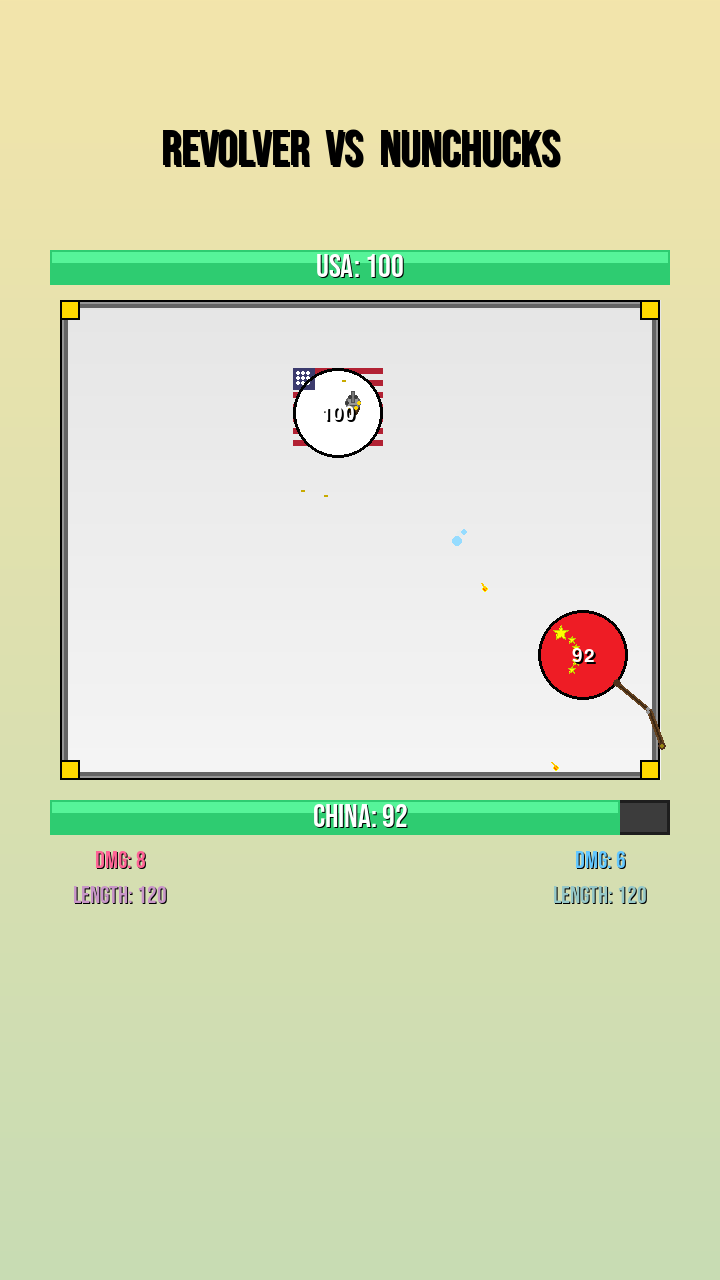 REVOLVER VS NUNCHUCKS
USA: 100
100
92
CHINA: 92
DMG: 8
DMG: 6
LENGTH: 120
LENGTH: 120